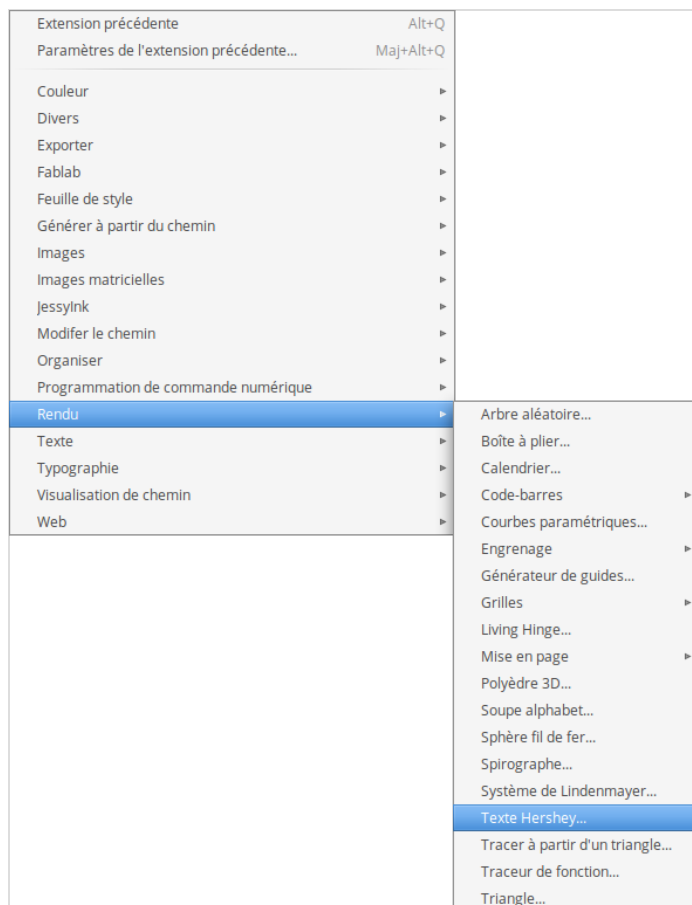 Extension précédente Alt+Q
Paramètres de l'extension précédente... Maj+Alt+Q
Couleur
Divers
Exporter
Fablab
Feuille de style
Générer à partir du chemin
Images
Images matricielles
JessyInk
Modifer le chemin
Organiser
Programmation de commande numérique
Rendu
Texte
Typographie
Visualisation de chemin
Web
Arbre aléatoire...
Boîte à plier...
Calendrier...
Code-barres
Courbes paramétriques...
Engrenage
Générateur de guides...
Grilles
Living Hinge...
Mise en page
Polyèdre 3D...
Soupe alphabet...
Sphère fil de fer...
Spirographe...
Système de Lindenmayer...
Texte Hershey...
Tracer à partir d'un triangle...
Traceur de fonction...
Triangle...